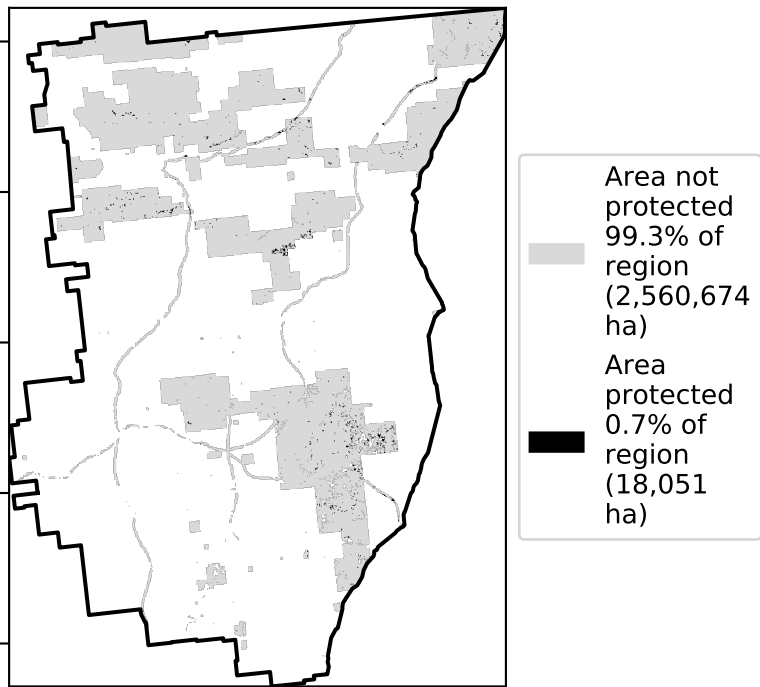 Area not
protected
99.3% of
region
(2,560,674
ha)
Area
protected
0.7% of
region
(18,051
ha)